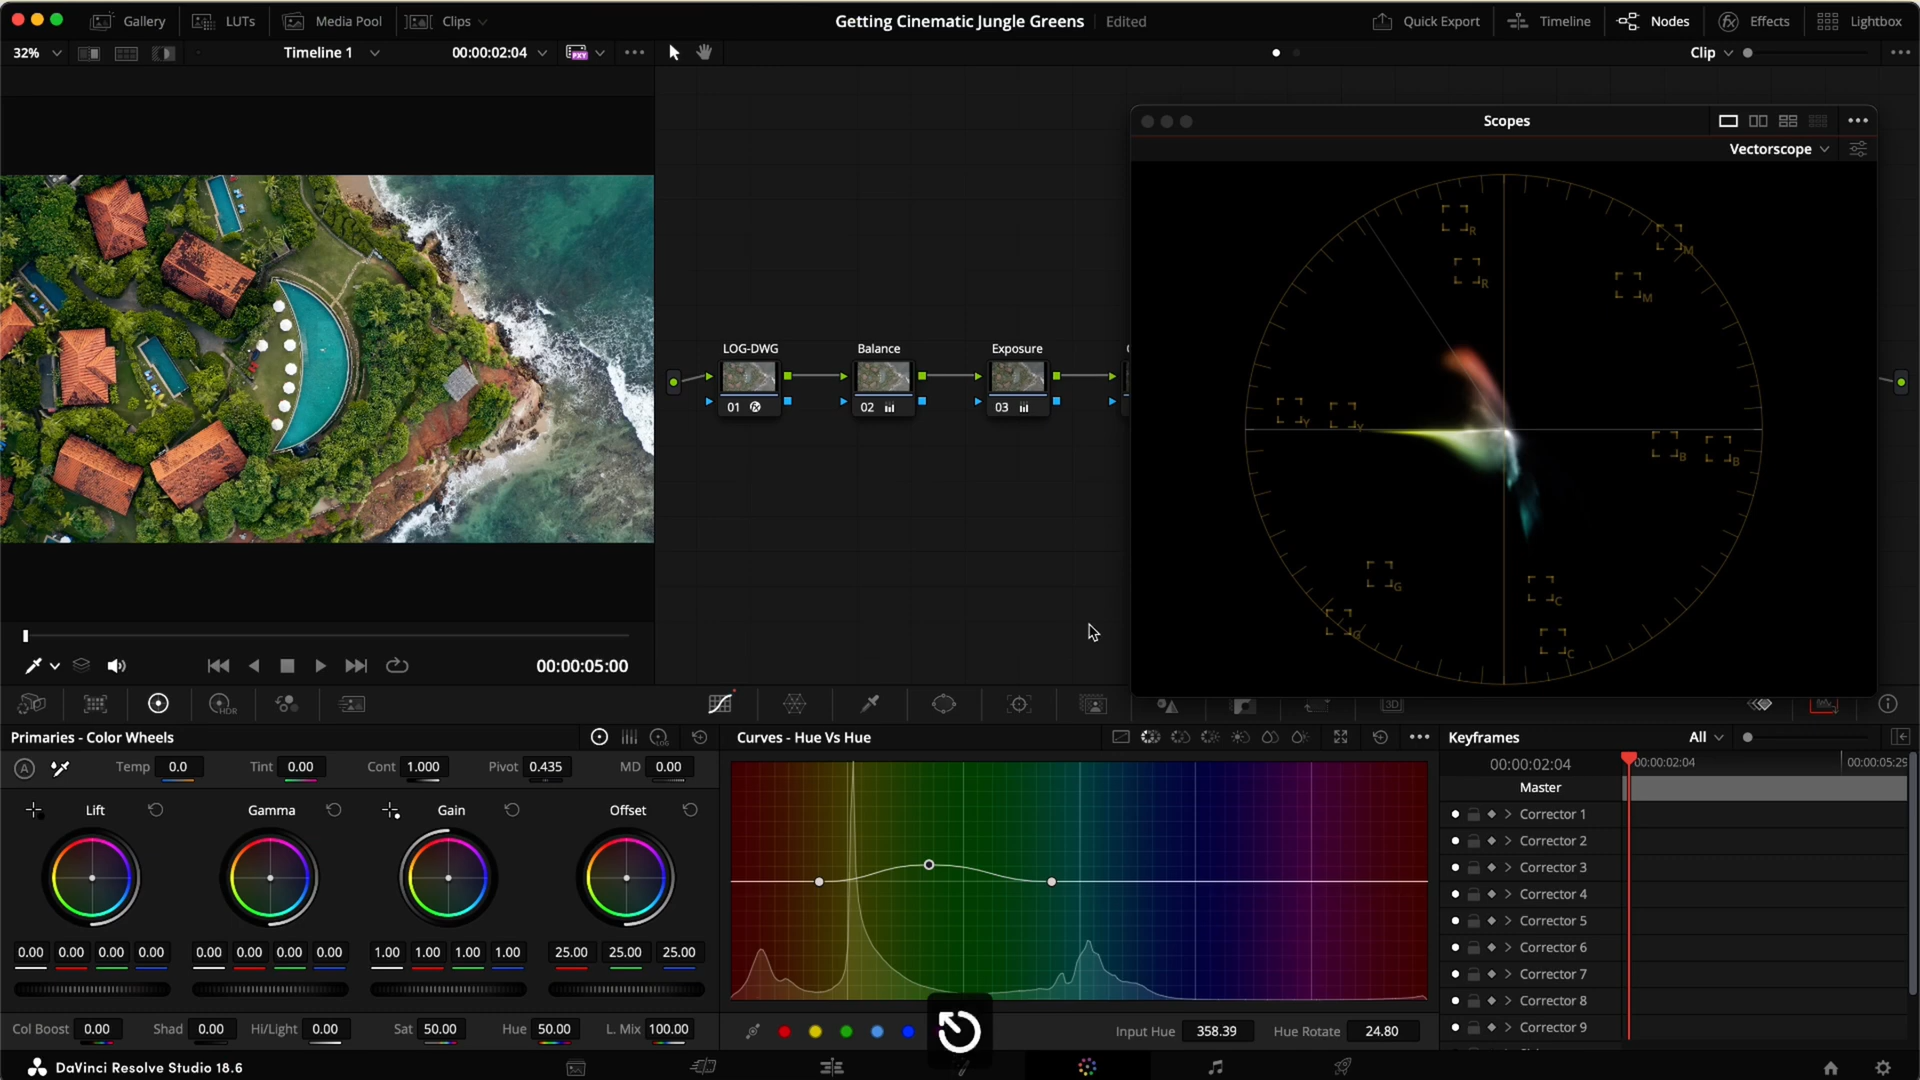 Gallery LUTs Media Pool Clips Getting Cinematic Jungle Greens Edited Quick Export Timeline Nodes Effects Lightbox
32% Timeline 1 00:00:02:04 PXY Clip
Scopes
Vectorscope
R
M
R
M
Y
Y
B
B
G
C
G
C
LOG-DWG Balance Exposure
01 02 03
00:00:05:00
HDR 3D
Primaries - Color Wheels
LOG
Temp 0.0 Tint 0.00 Cont 1.000 Pivot 0.435 MD 0.00
A
Lift Gamma Gain Offset
0.00 0.00 0.00 0.00 0.00 0.00 0.00 0.00 1.00 1.00 1.00 1.00 25.00 25.00 25.00
Col Boost 0.00 Shad 0.00 Hi/Light 0.00 Sat 50.00 Hue 50.00 L. Mix 100.00
Curves - Hue Vs Hue
Input Hue 358.39 Hue Rotate 24.80
Keyframes All
00:00:02:04 00:00:02:04 00:00:05:29
Master
Corrector 1
Corrector 2
Corrector 3
Corrector 4
Corrector 5
Corrector 6
Corrector 7
Corrector 8
Corrector 9
DaVinci Resolve Studio 18.6